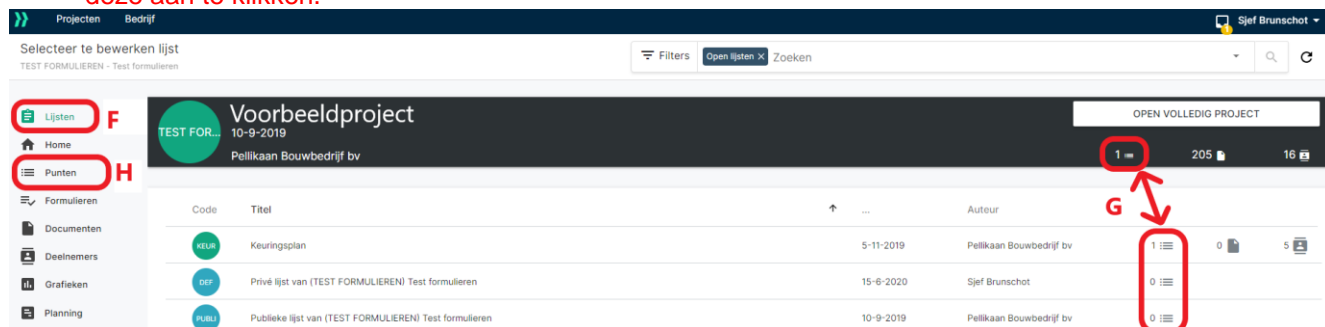 deze aan te klikken.
Projecten Bedrijf Sjef Brunschot
Selecteer te bewerken lijst
TEST FORMULIEREN - Test formulieren
Filters Open lijsten × Zoeken
Lijsten F
Home
Punten H
Formulieren
Documenten
Deelnemers
Grafieken
Planning
TEST FOR...
Voorbeeldproject
10-9-2019
Pellikaan Bouwbedrijf bv
OPEN VOLLEDIG PROJECT
1 205 16
G
Code Titel ... Auteur
KEUR Keuringsplan 5-11-2019 Pellikaan Bouwbedrijf bv 1 0 5
DEF Privé lijst van (TEST FORMULIEREN) Test formulieren 15-6-2020 Sjef Brunschot 0
PUBLI Publieke lijst van (TEST FORMULIEREN) Test formulieren 10-9-2019 Pellikaan Bouwbedrijf bv 0